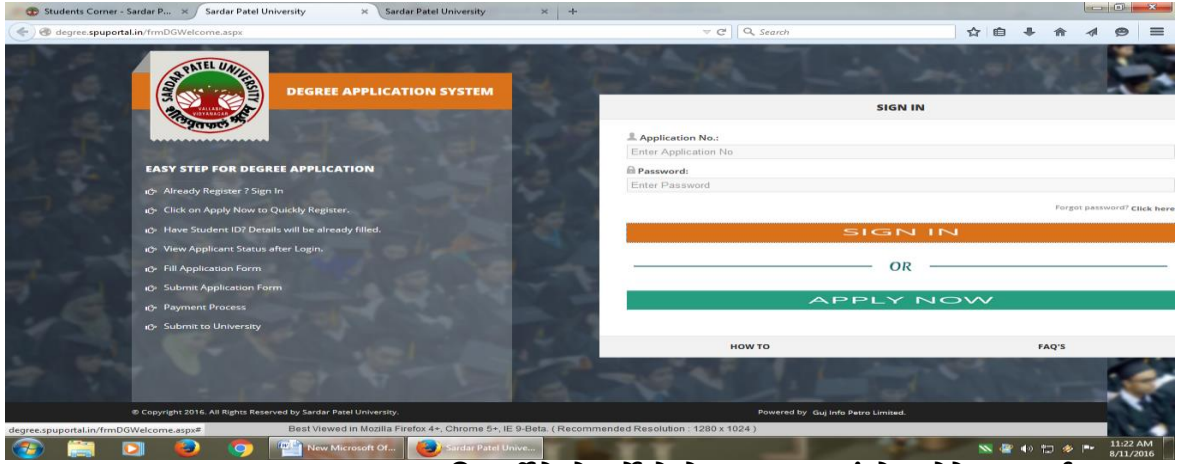 Students Corner - Sardar P...
Sardar Patel University
Sardar Patel University
degree.spuportal.in/frmDGWelcome.aspx
Search
SARDAR PATEL UNIVERSITY
VALLABH
VIDYANAGAR
DEGREE APPLICATION SYSTEM
EASY STEP FOR DEGREE APPLICATION
Already Register ? Sign In
Click on Apply Now to Quickly Register.
Have Student ID? Details will be already filled.
View Applicant Status after Login.
Fill Application Form
Submit Application Form
Payment Process
Submit to University
SIGN IN
Application No.:
Enter Application No
Password:
Enter Password
Forgot password? Click here
SIGN IN
OR
APPLY NOW
HOW TO
FAQ'S
© Copyright 2016. All Rights Reserved by Sardar Patel University.
Powered by Guj Info Petro Limited.
degree.spuportal.in/frmDGWelcome.aspx#
Best Viewed in Mozilla Firefox 4+, Chrome 5+, IE 9-Beta. ( Recommended Resolution : 1280 x 1024 )
New Microsoft Of...
Sardar Patel Unive...
11:22 AM
8/11/2016